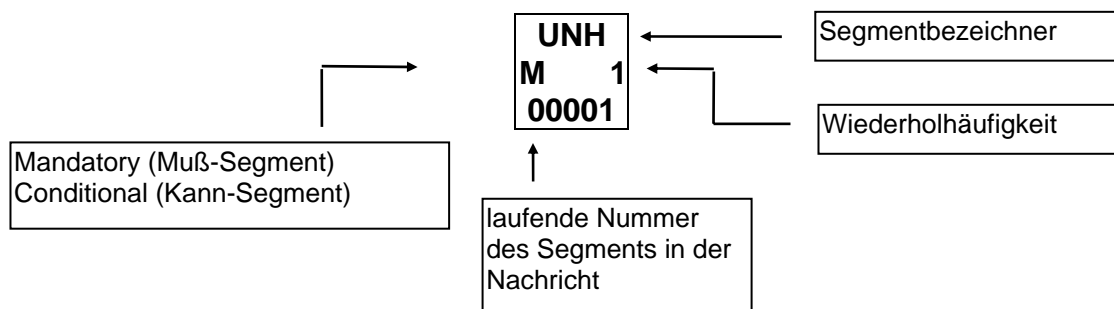 UNH
M 1
00001
Segmentbezeichner
Wiederholhäufigkeit
Mandatory (Muß-Segment)
Conditional (Kann-Segment)
laufende Nummer
des Segments in der
Nachricht